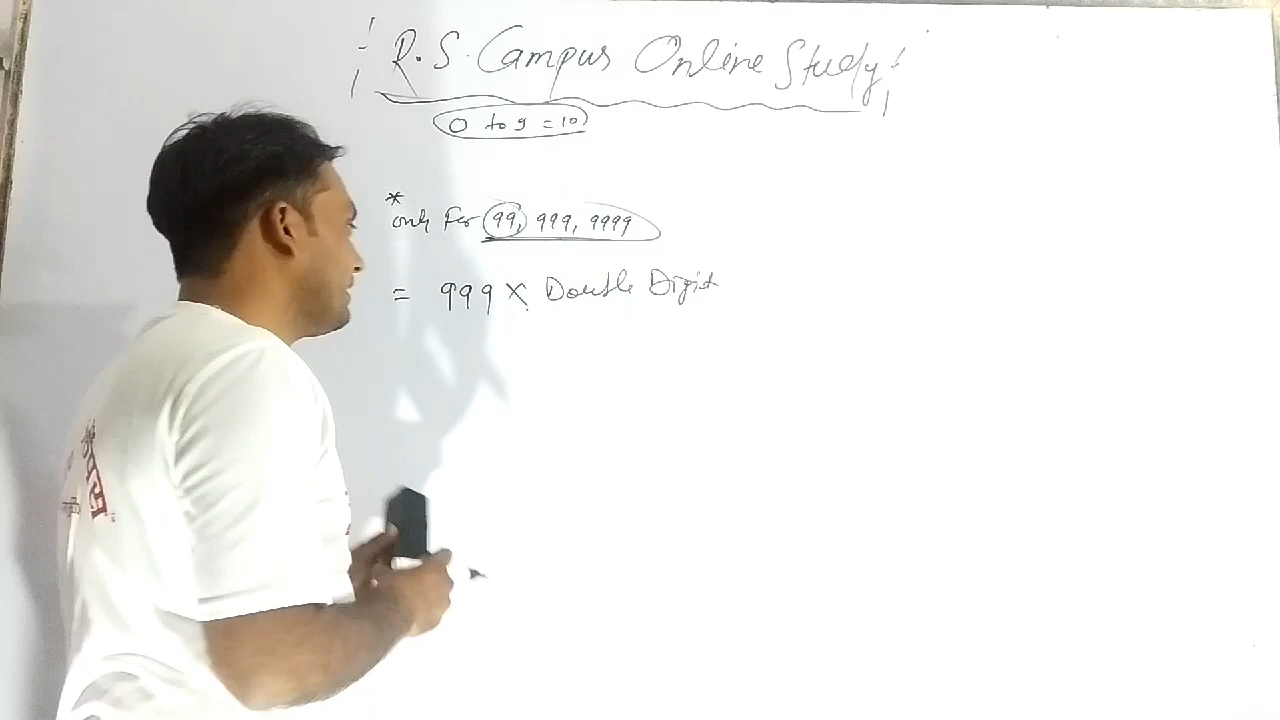 R.S. Campus Online Study
0 to 9 = 10
* only for 99, 999, 9999
= 999 X Double Digit